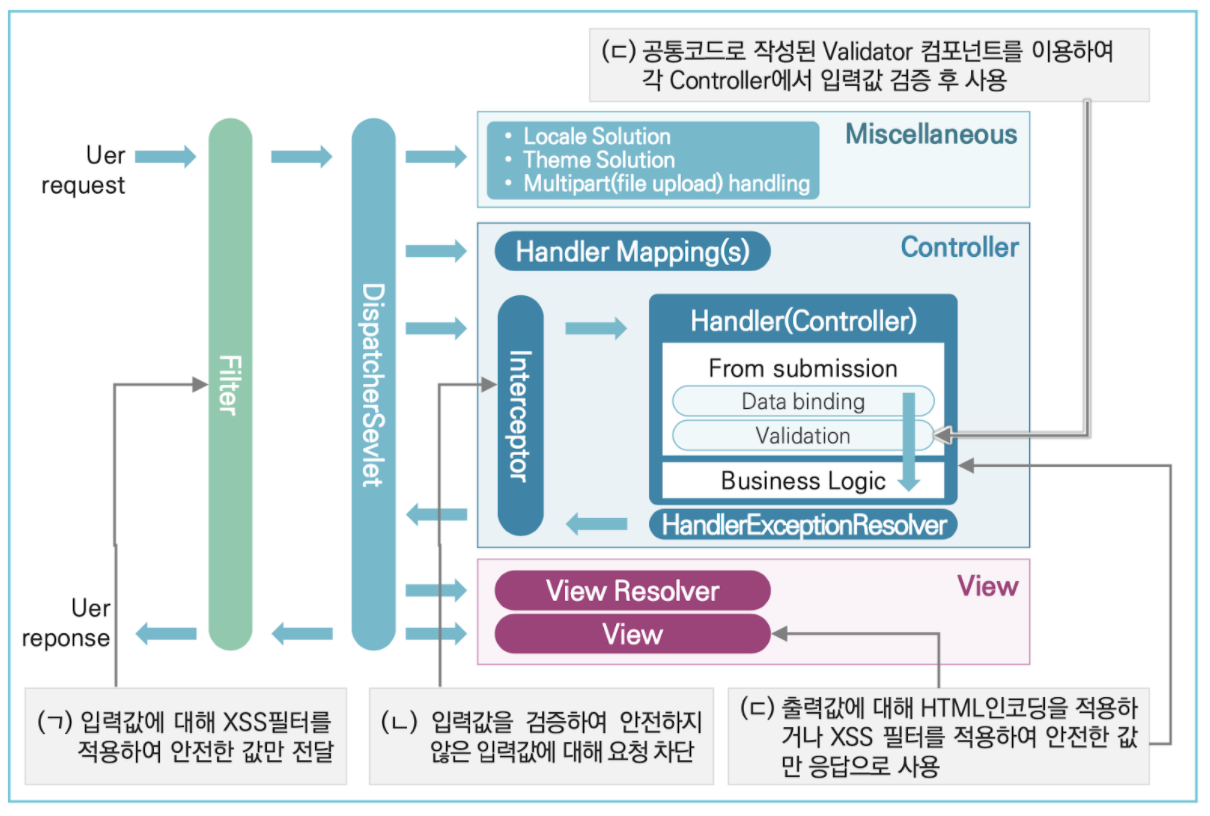 (ㄷ) 공통코드로 작성된 Validator 컴포넌트를 이용하여
각 Controller에서 입력값 검증 후 사용
Uer
request
Filter
DispatcherSevlet
• Locale Solution
• Theme Solution
• Multipart(file upload) handling
Miscellaneous
Handler Mapping(s)
Controller
Interceptor
Handler(Controller)
From submission
Data binding
Validation
Business Logic
HandlerExceptionResolver
View Resolver
View
View
Uer
reponse
(ㄱ) 입력값에 대해 XSS필터를
적용하여 안전한 값만 전달
(ㄴ) 입력값을 검증하여 안전하지
않은 입력값에 대해 요청 차단
(ㄷ) 출력값에 대해 HTML인코딩을 적용하
거나 XSS 필터를 적용하여 안전한 값
만 응답으로 사용